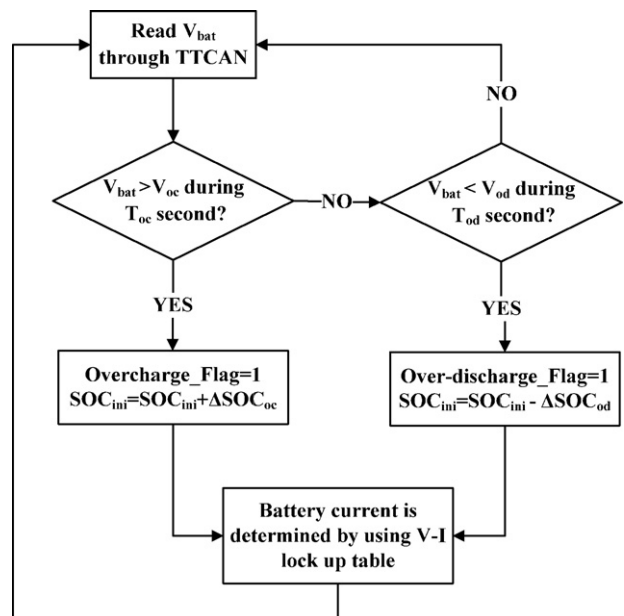 Read V_bat
through TTCAN
NO
V_bat > V_oc during
T_oc second?
NO
V_bat < V_od during
T_od second?
YES
YES
Overcharge_Flag=1
SOC_ini=SOC_ini+ΔSOC_oc
Over-discharge_Flag=1
SOC_ini=SOC_ini - ΔSOC_od
Battery current is
determined by using V-I
lock up table